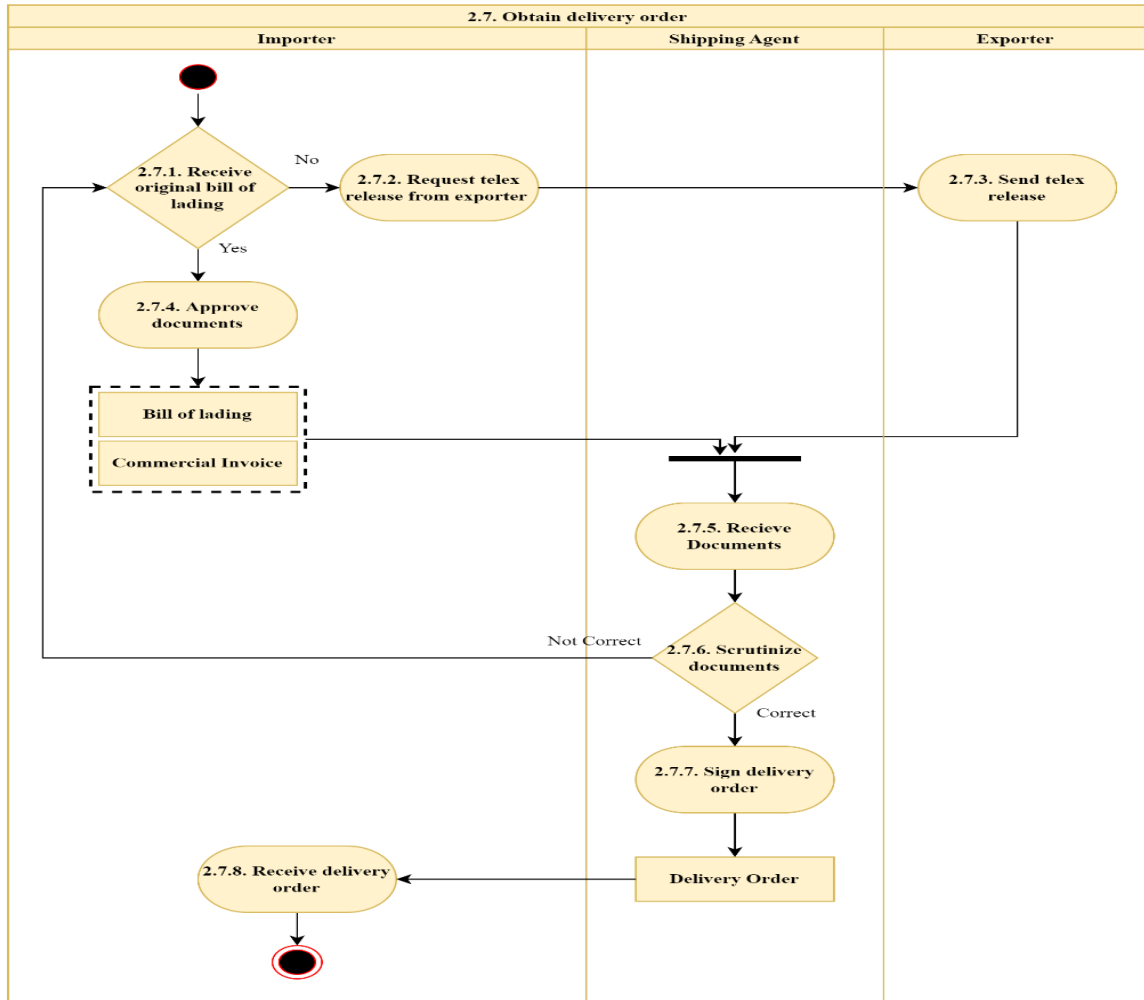 2.7. Obtain delivery order
Importer
Shipping Agent
Exporter
2.7.1. Receive
original bill of
lading
No
2.7.2. Request telex
release from exporter
2.7.3. Send telex
release
Yes
2.7.4. Approve
documents
Bill of lading
Commercial Invoice
2.7.5. Recieve
Documents
Not Correct
2.7.6. Scrutinize
documents
Correct
2.7.7. Sign delivery
order
Delivery Order
2.7.8. Receive delivery
order